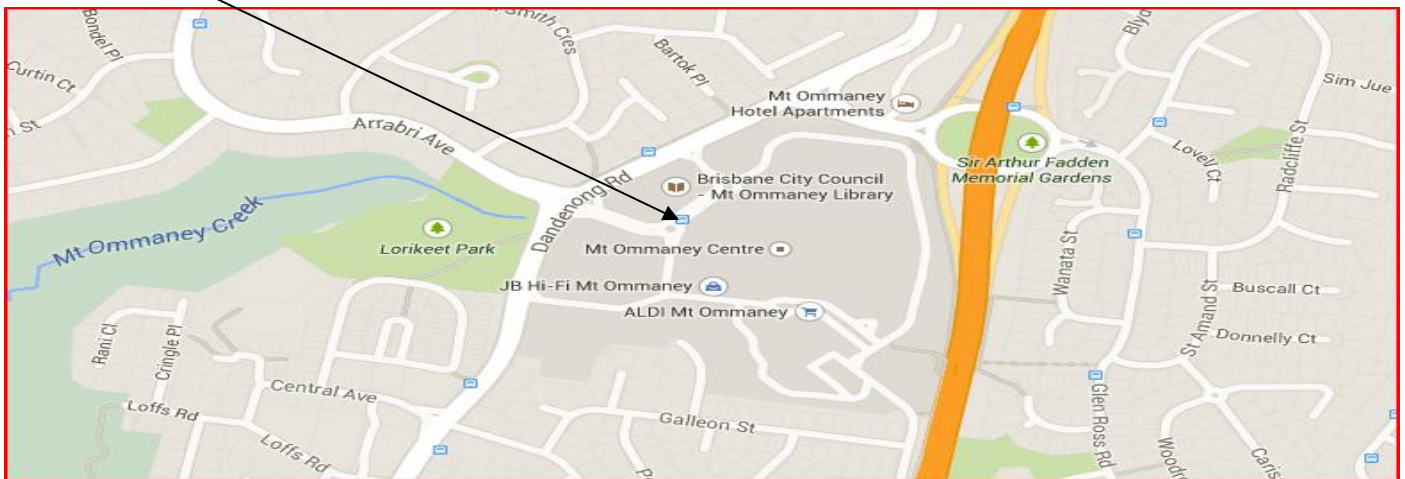 Bondel Pl
Smith Cres
Bartok Pl
Curtin Ct
Sim Jue
Mt Ommaney
Hotel Apartments
St
Arrabri Ave
Lovell Ct
Radcliffe St
Sir Arthur Fadden
Memorial Gardens
Brisbane City Council
- Mt Ommaney Library
Dandenong Rd
Mt Ommaney Creek
Lorikeet Park
Mt Ommaney Centre
Wanata St
JB Hi-Fi Mt Ommaney
Buscall Ct
ALDI Mt Ommaney
St Amand St
Donnelly Ct
Rani Cl
Cringle Pl
Central Ave
Loffs Rd
Galleon St
Glen Ross Rd
Loffs Rd